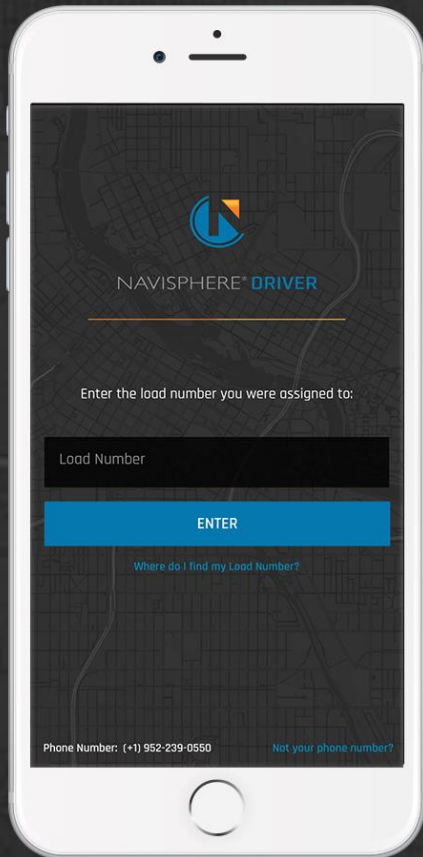 NAVISPHERE® DRIVER
Enter the load number you were assigned to:
Load Number
ENTER
Where do I find my Load Number?
Phone Number: (+1) 952-239-0550 Not your phone number?